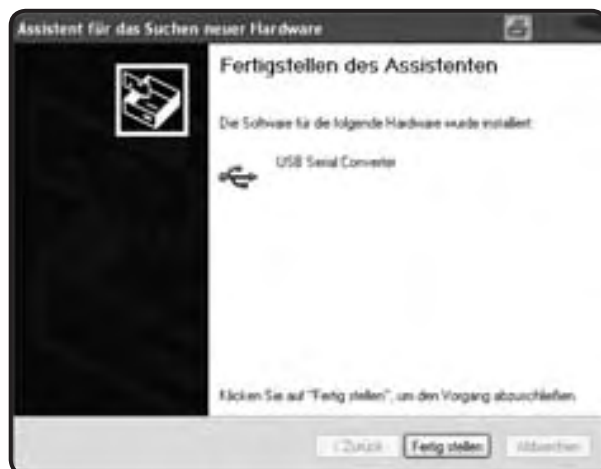 Assistent für das Suchen neuer Hardware
Fertigstellen des Assistenten
Die Software für die folgende Hardware wurde installiert:
USB Serial Converter
Klicken Sie auf "Fertig stellen", um den Vorgang abzuschließen.
< Zurück Fertig stellen Abbrechen